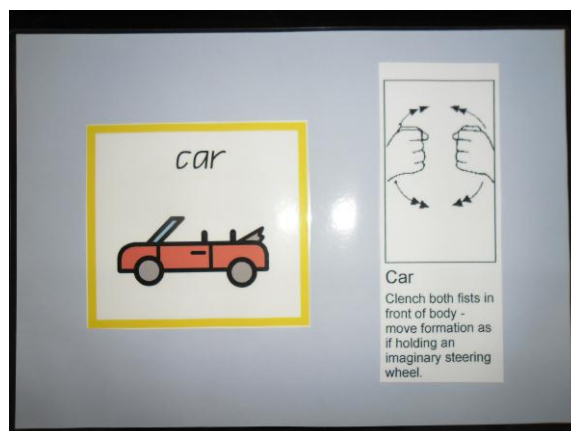 car
Car
Clench both fists in
front of body -
move formation as
if holding an
imaginary steering
wheel.